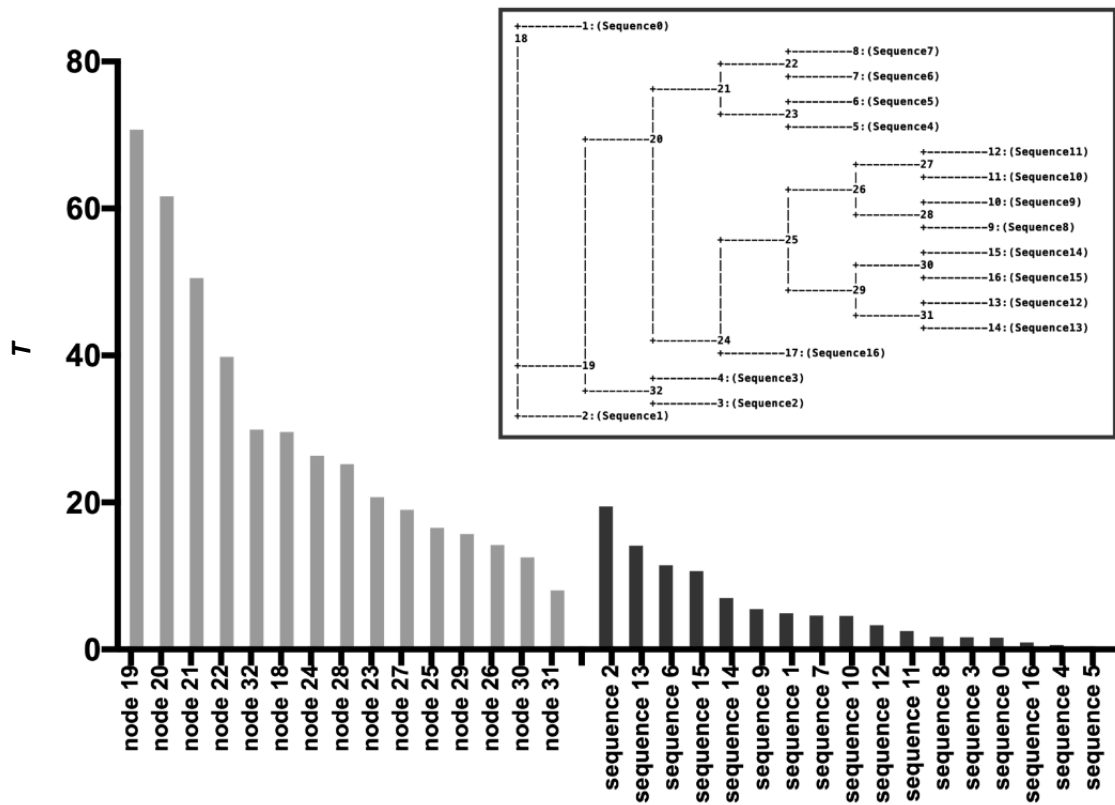 1:(Sequence0)
18
8:(Sequence7)
22
7:(Sequence6)
21
6:(Sequence5)
23
5:(Sequence4)
20
12:(Sequence11)
27
11:(Sequence10)
26
10:(Sequence9)
28
9:(Sequence8)
25
15:(Sequence14)
30
16:(Sequence15)
29
13:(Sequence12)
31
14:(Sequence13)
24
17:(Sequence16)
19
4:(Sequence3)
32
3:(Sequence2)
2:(Sequence1)
80
60
40
20
0
T
node 19
node 20
node 21
node 22
node 32
node 18
node 24
node 28
node 23
node 27
node 25
node 29
node 26
node 30
node 31
sequence 2
sequence 13
sequence 6
sequence 15
sequence 14
sequence 9
sequence 1
sequence 7
sequence 10
sequence 12
sequence 11
sequence 8
sequence 3
sequence 0
sequence 16
sequence 4
sequence 5